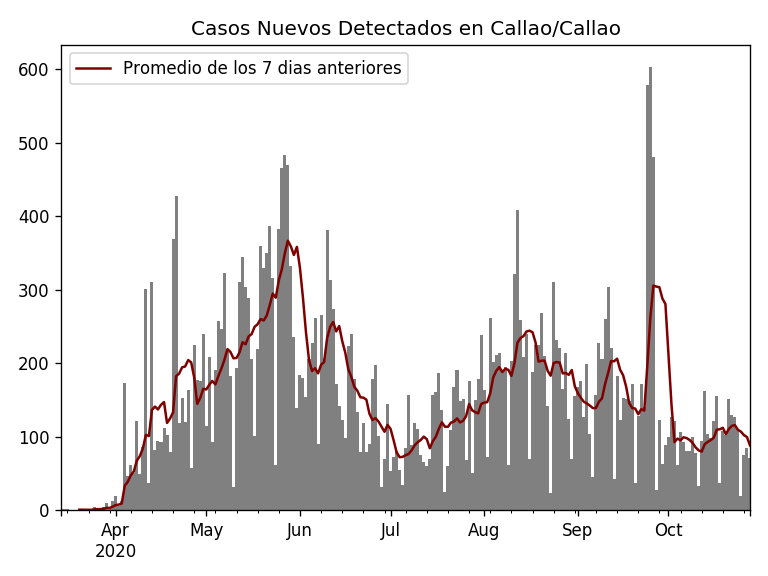 Casos Nuevos Detectados en Callao/Callao
Promedio de los 7 dias anteriores
600
500
400
300
200
100
0
Apr May Jun Jul Aug Sep Oct
2020